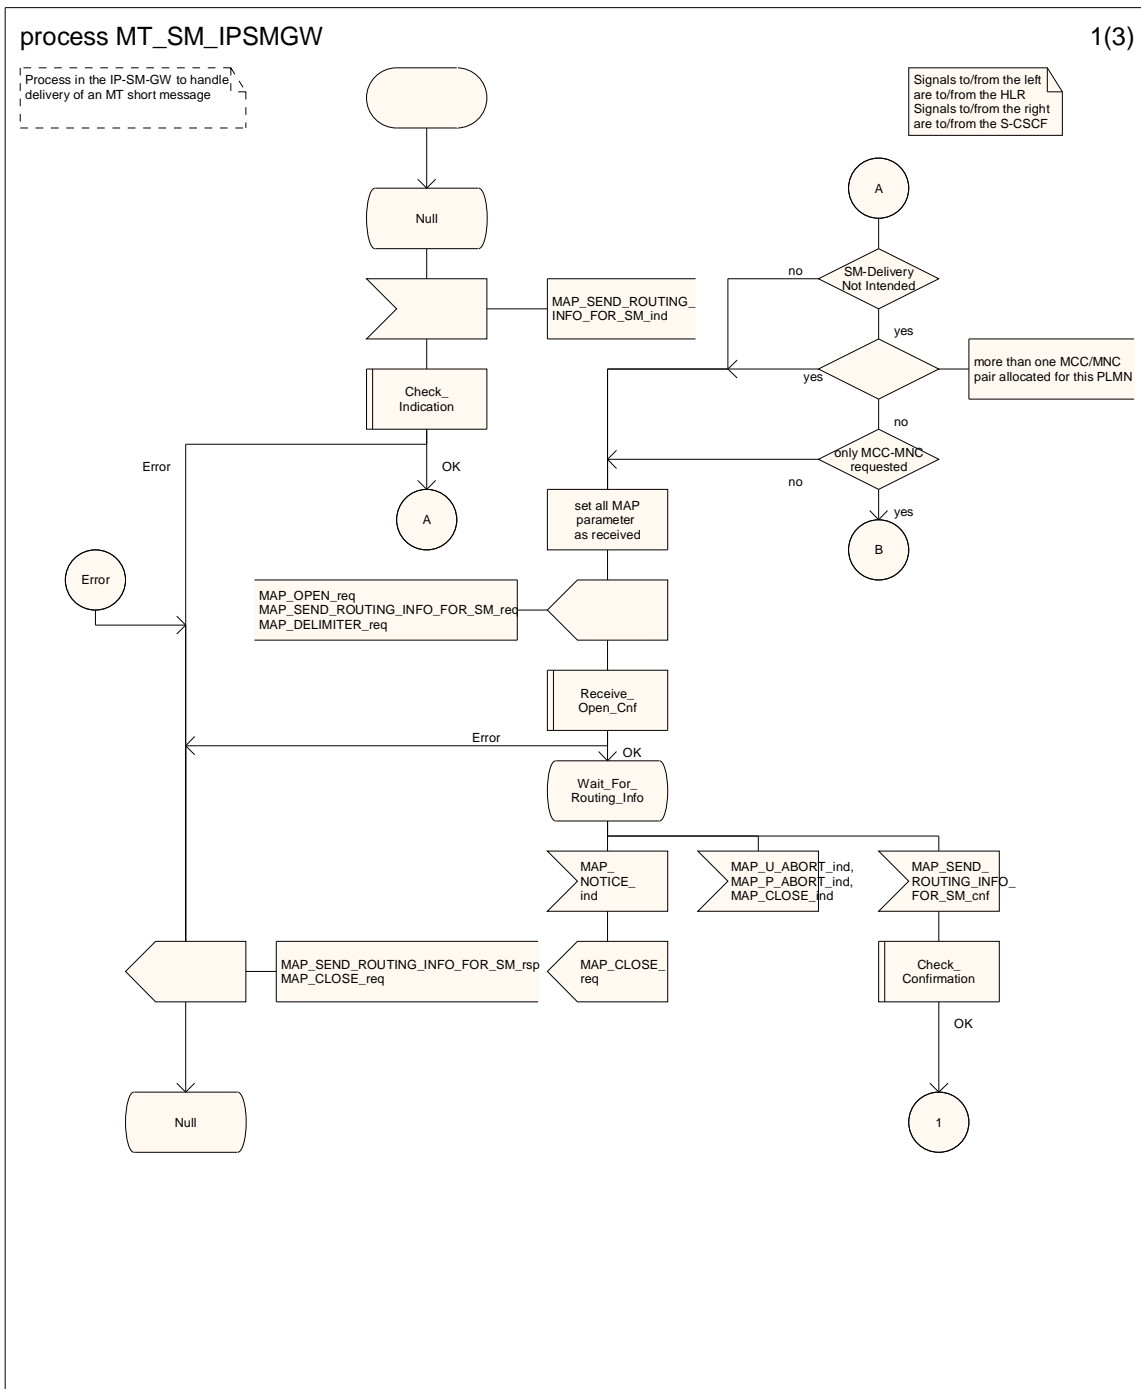 process MT_SM_IPSMGW
1(3)
Process in the IP-SM-GW to handle
delivery of an MT short message
Signals to/from the left
are to/from the HLR
Signals to/from the right
are to/from the S-CSCF
Null
MAP_SEND_ROUTING_
INFO_FOR_SM_ind
Check_
Indication
Error
OK
A
A
SM-Delivery
Not Intended
no
yes
more than one MCC/MNC
pair allocated for this PLMN
yes
no
only MCC-MNC
requested
no
yes
B
set all MAP
parameter
as received
Error
MAP_OPEN_req
MAP_SEND_ROUTING_INFO_FOR_SM_req
MAP_DELIMITER_req
Receive_
Open_Cnf
Error
OK
Wait_For_
Routing_Info
MAP_
NOTICE_
ind
MAP_U_ABORT_ind,
MAP_P_ABORT_ind,
MAP_CLOSE_ind
MAP_SEND_
ROUTING_INFO_
FOR_SM_cnf
MAP_SEND_ROUTING_INFO_FOR_SM_rsp
MAP_CLOSE_req
MAP_CLOSE_
req
Check_
Confirmation
OK
Null
1